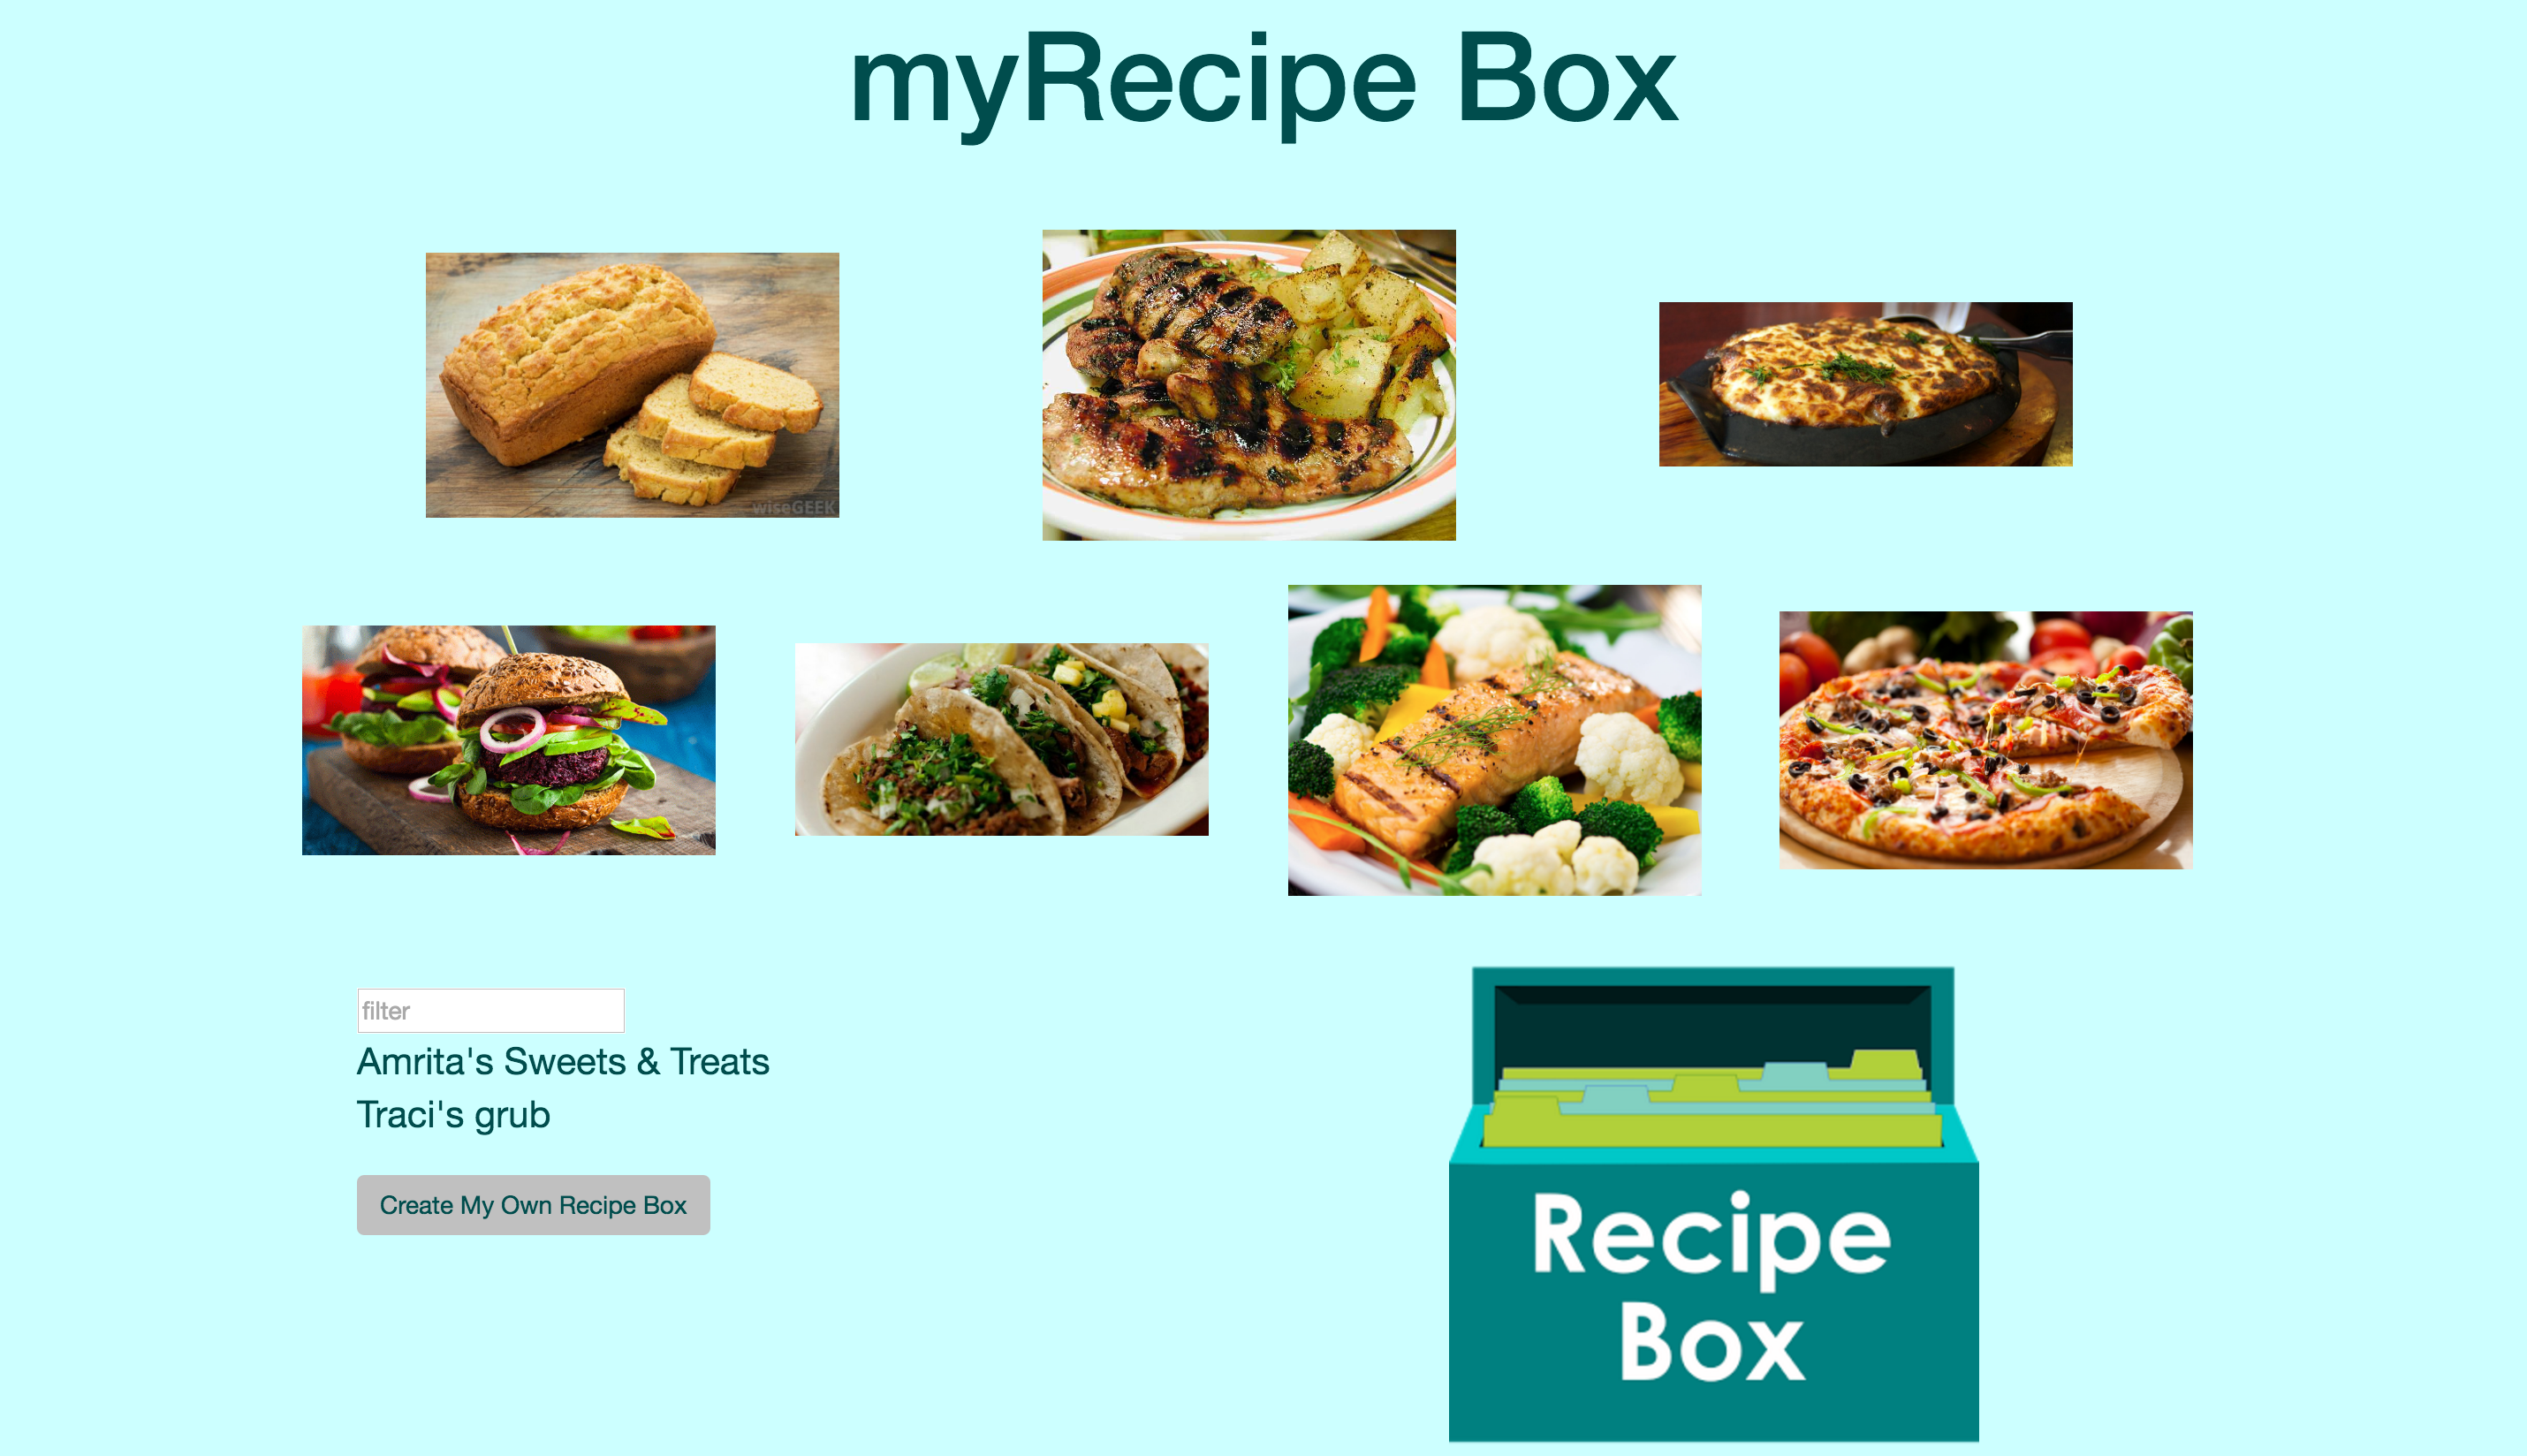 myRecipe Box
wiseGEEK
filter
Amrita's Sweets & Treats
Traci's grub
Create My Own Recipe Box
Recipe
Box